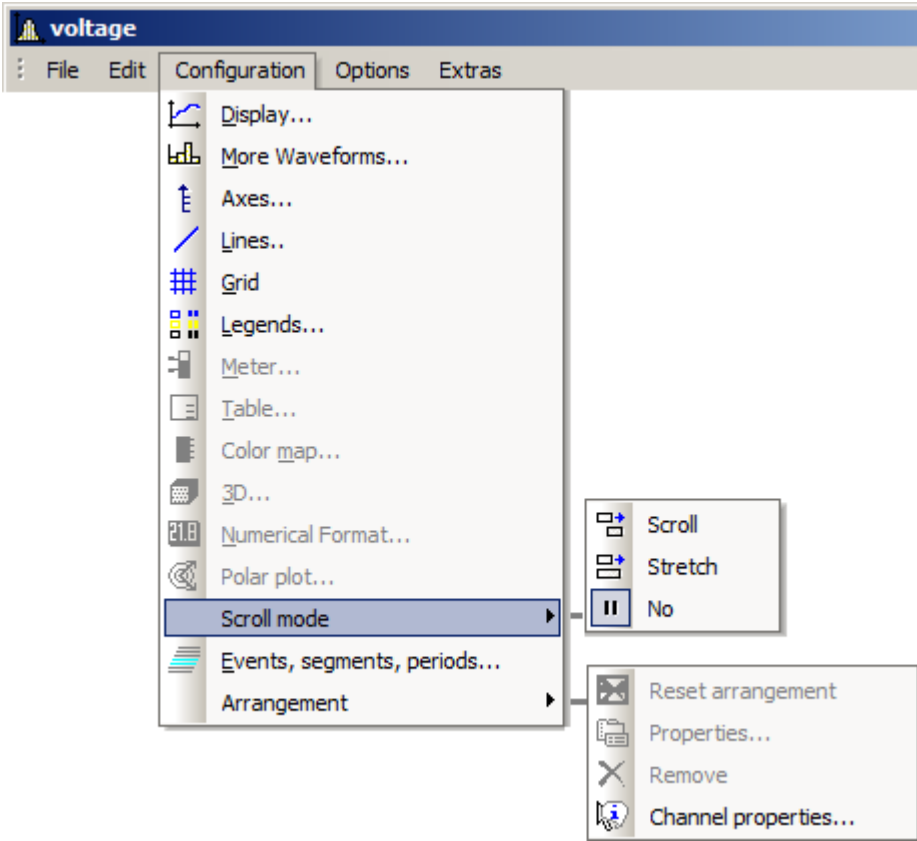 voltage
File Edit Configuration Options Extras
Display...
More Waveforms...
Axes...
Lines..
Grid
Legends...
Meter...
Table...
Color map...
3D...
21.8 Numerical Format...
Polar plot...
Scroll mode
Events, segments, periods...
Arrangement
Scroll
Stretch
No
Reset arrangement
Properties...
Remove
Channel properties...